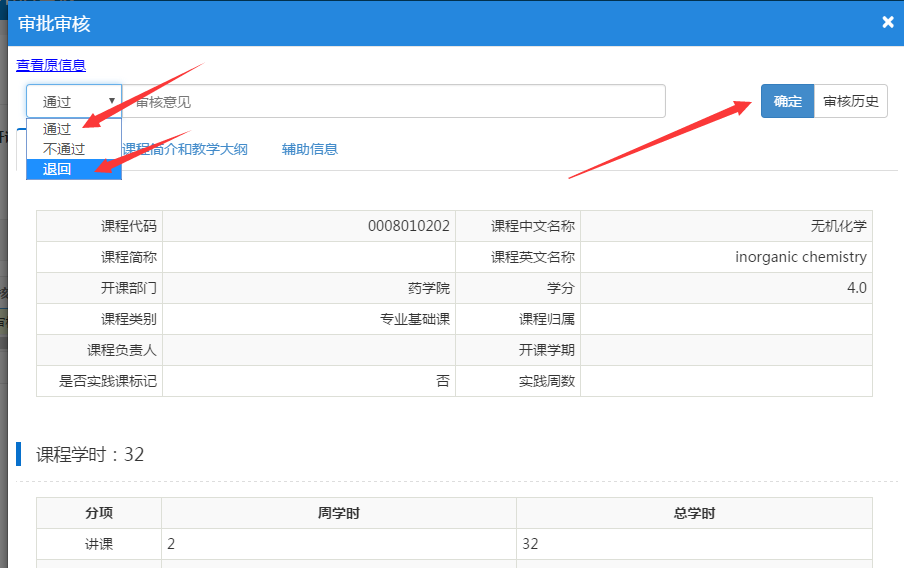 审批审核
×
查看原信息
通过 审核意见 确定 审核历史
通过
不通过
退回
课程简介和教学大纲 辅助信息
课程代码 0008010202 课程中文名称 无机化学
课程简称 课程英文名称 inorganic chemistry
开课部门 药学院 学分 4.0
课程类别 专业基础课 课程归属
课程负责人 开课学期
是否实践课标记 否 实践周数
课程学时：32
分项 周学时 总学时
讲课 2 32